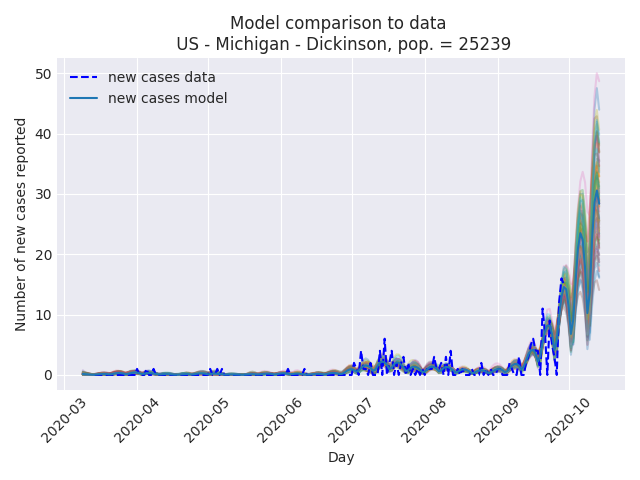 Model comparison to data
US - Michigan - Dickinson, pop. = 25239
new cases data
new cases model
Number of new cases reported
50
40
30
20
10
0
2020-03
2020-04
2020-05
2020-06
2020-07
2020-08
2020-09
2020-10
Day